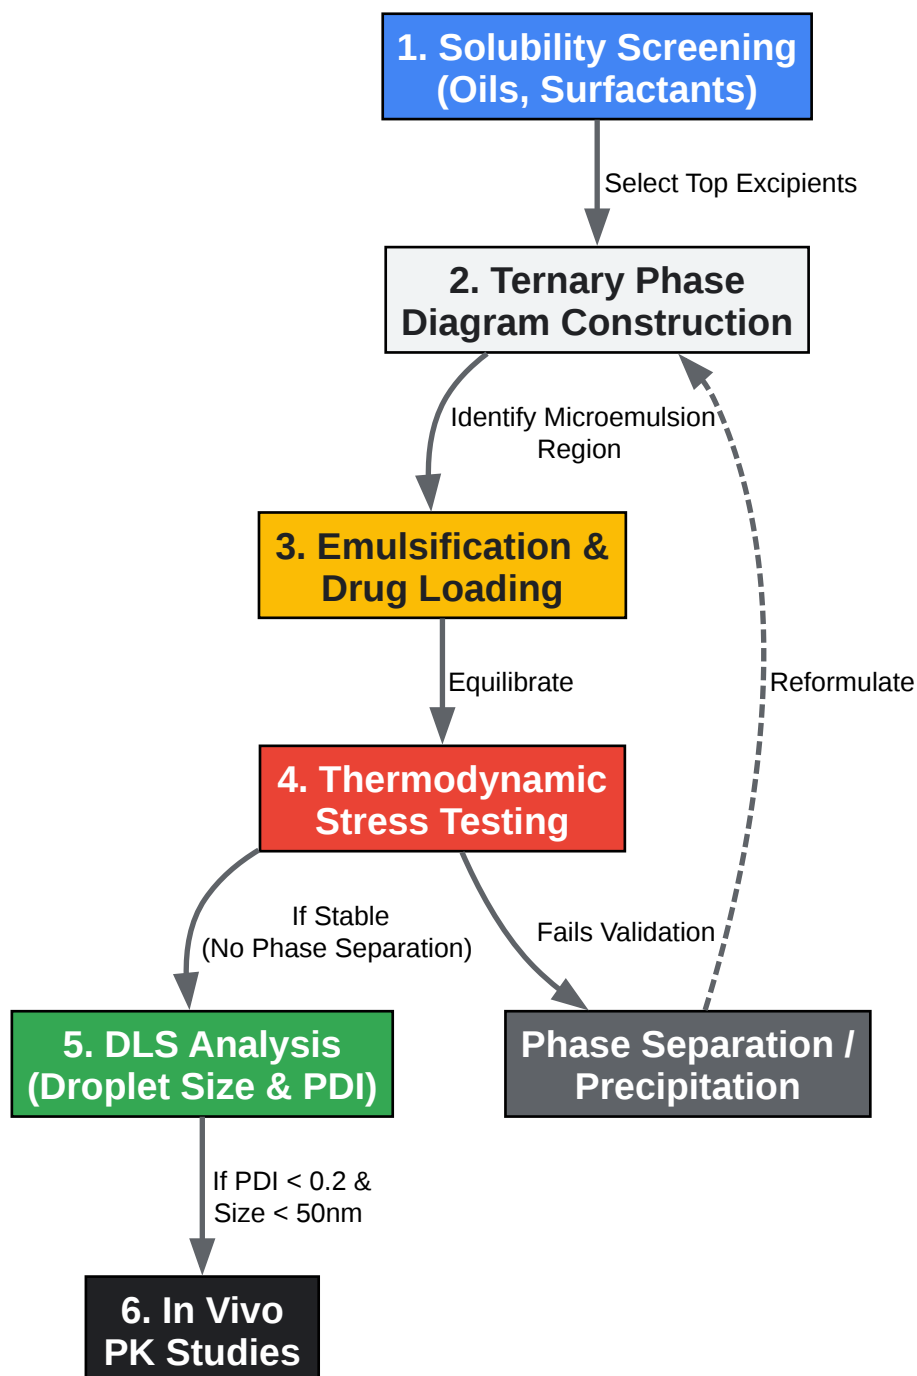 1. Solubility Screening
(Oils, Surfactants)
Select Top Excipients
2. Ternary Phase
Diagram Construction
Identify Microemulsion
Region
3. Emulsification &
Drug Loading
Equilibrate
Reformulate
4. Thermodynamic
Stress Testing
If Stable
(No Phase Separation)
Fails Validation
5. DLS Analysis
(Droplet Size & PDI)
Phase Separation /
Precipitation
If PDI < 0.2 &
Size < 50nm
6. In Vivo
PK Studies